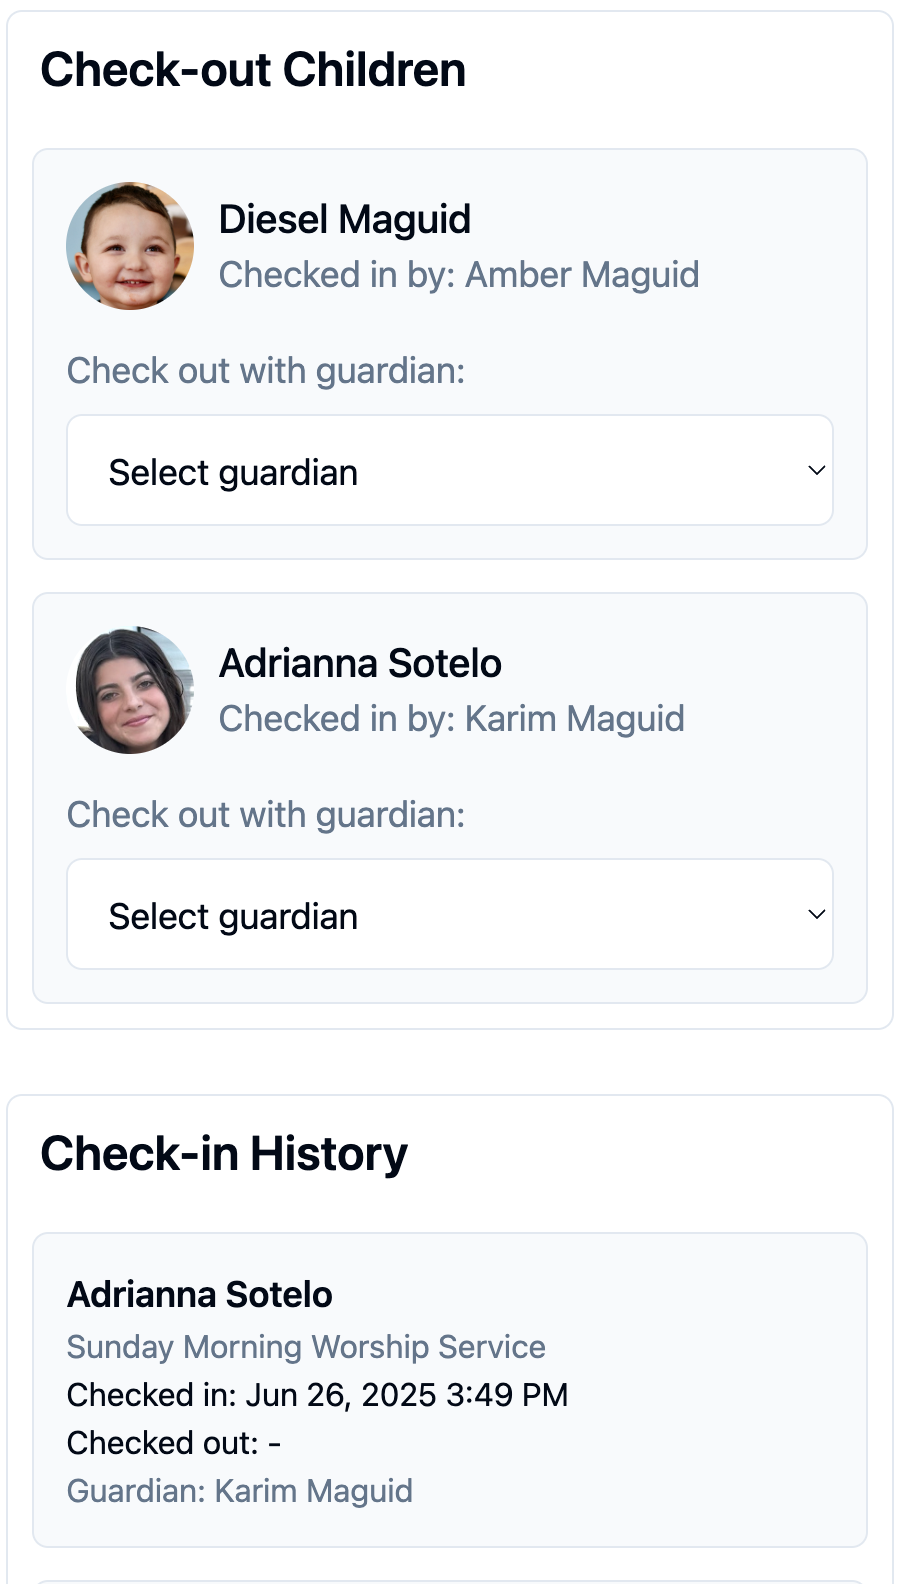 Check-out Children
Diesel Maguid
Checked in by: Amber Maguid
Check out with guardian:
Select guardian
Adrianna Sotelo
Checked in by: Karim Maguid
Check out with guardian:
Select guardian
Check-in History
Adrianna Sotelo
Sunday Morning Worship Service
Checked in: Jun 26, 2025 3:49 PM
Checked out: -
Guardian: Karim Maguid